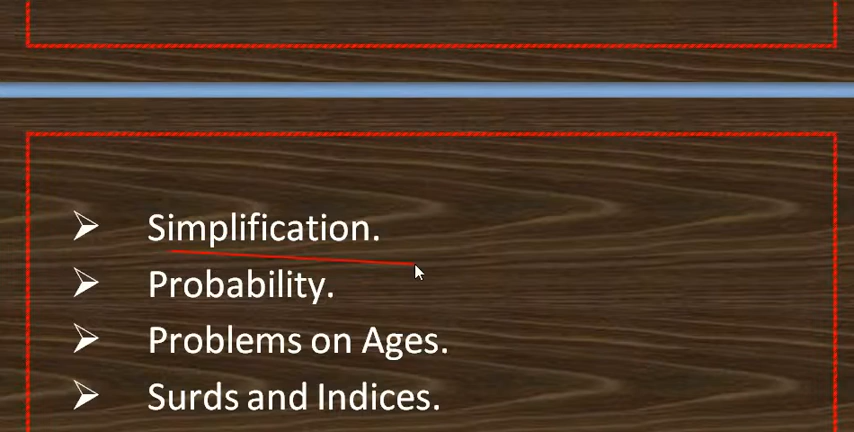 Simplification.
Probability.
Problems on Ages.
Surds and Indices.